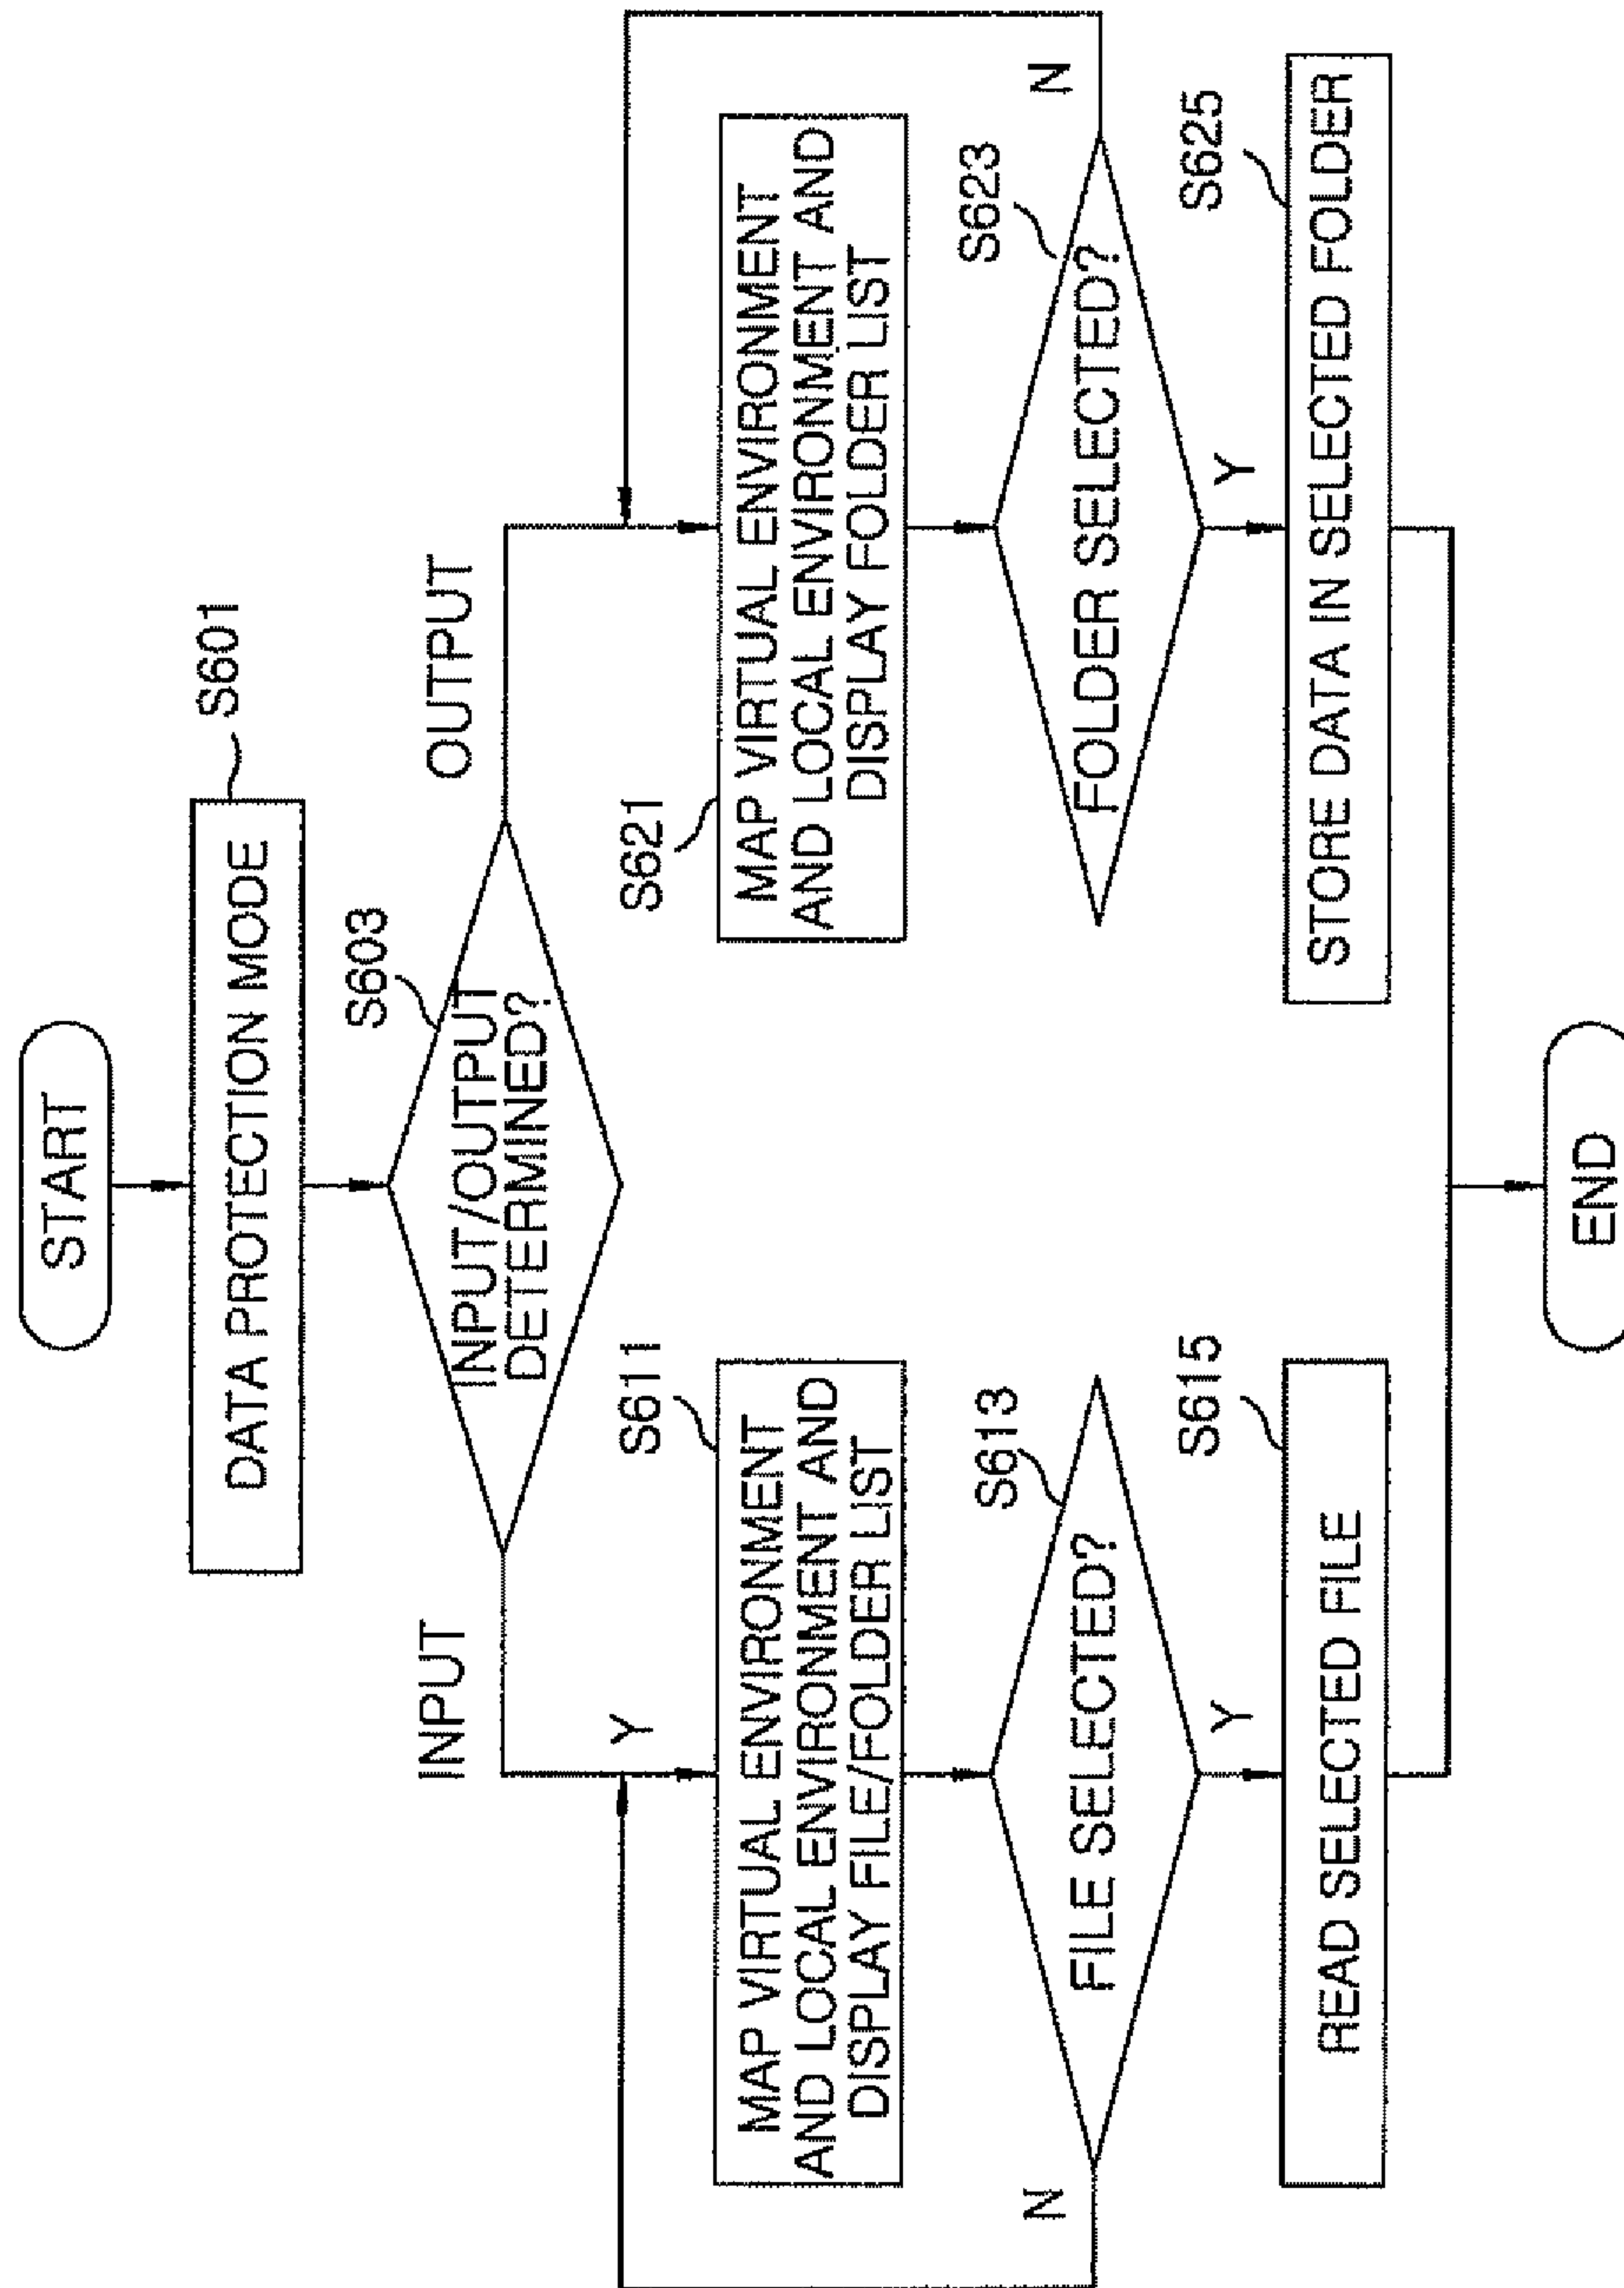 START
DATA PROTECTION MODE
S601
INPUT/OUTPUT
DETERMINED?
S603
INPUT
OUTPUT
Y
MAP VIRTUAL ENVIRONMENT
AND LOCAL ENVIRONMENT AND
DISPLAY FILE/FOLDER LIST
S611
S621
MAP VIRTUAL ENVIRONMENT
AND LOCAL ENVIRONMENT AND
DISPLAY FOLDER LIST
N
FILE SELECTED?
S613
FOLDER SELECTED?
S623
N
Y
Y
READ SELECTED FILE
S615
STORE DATA IN SELECTED FOLDER
S625
END